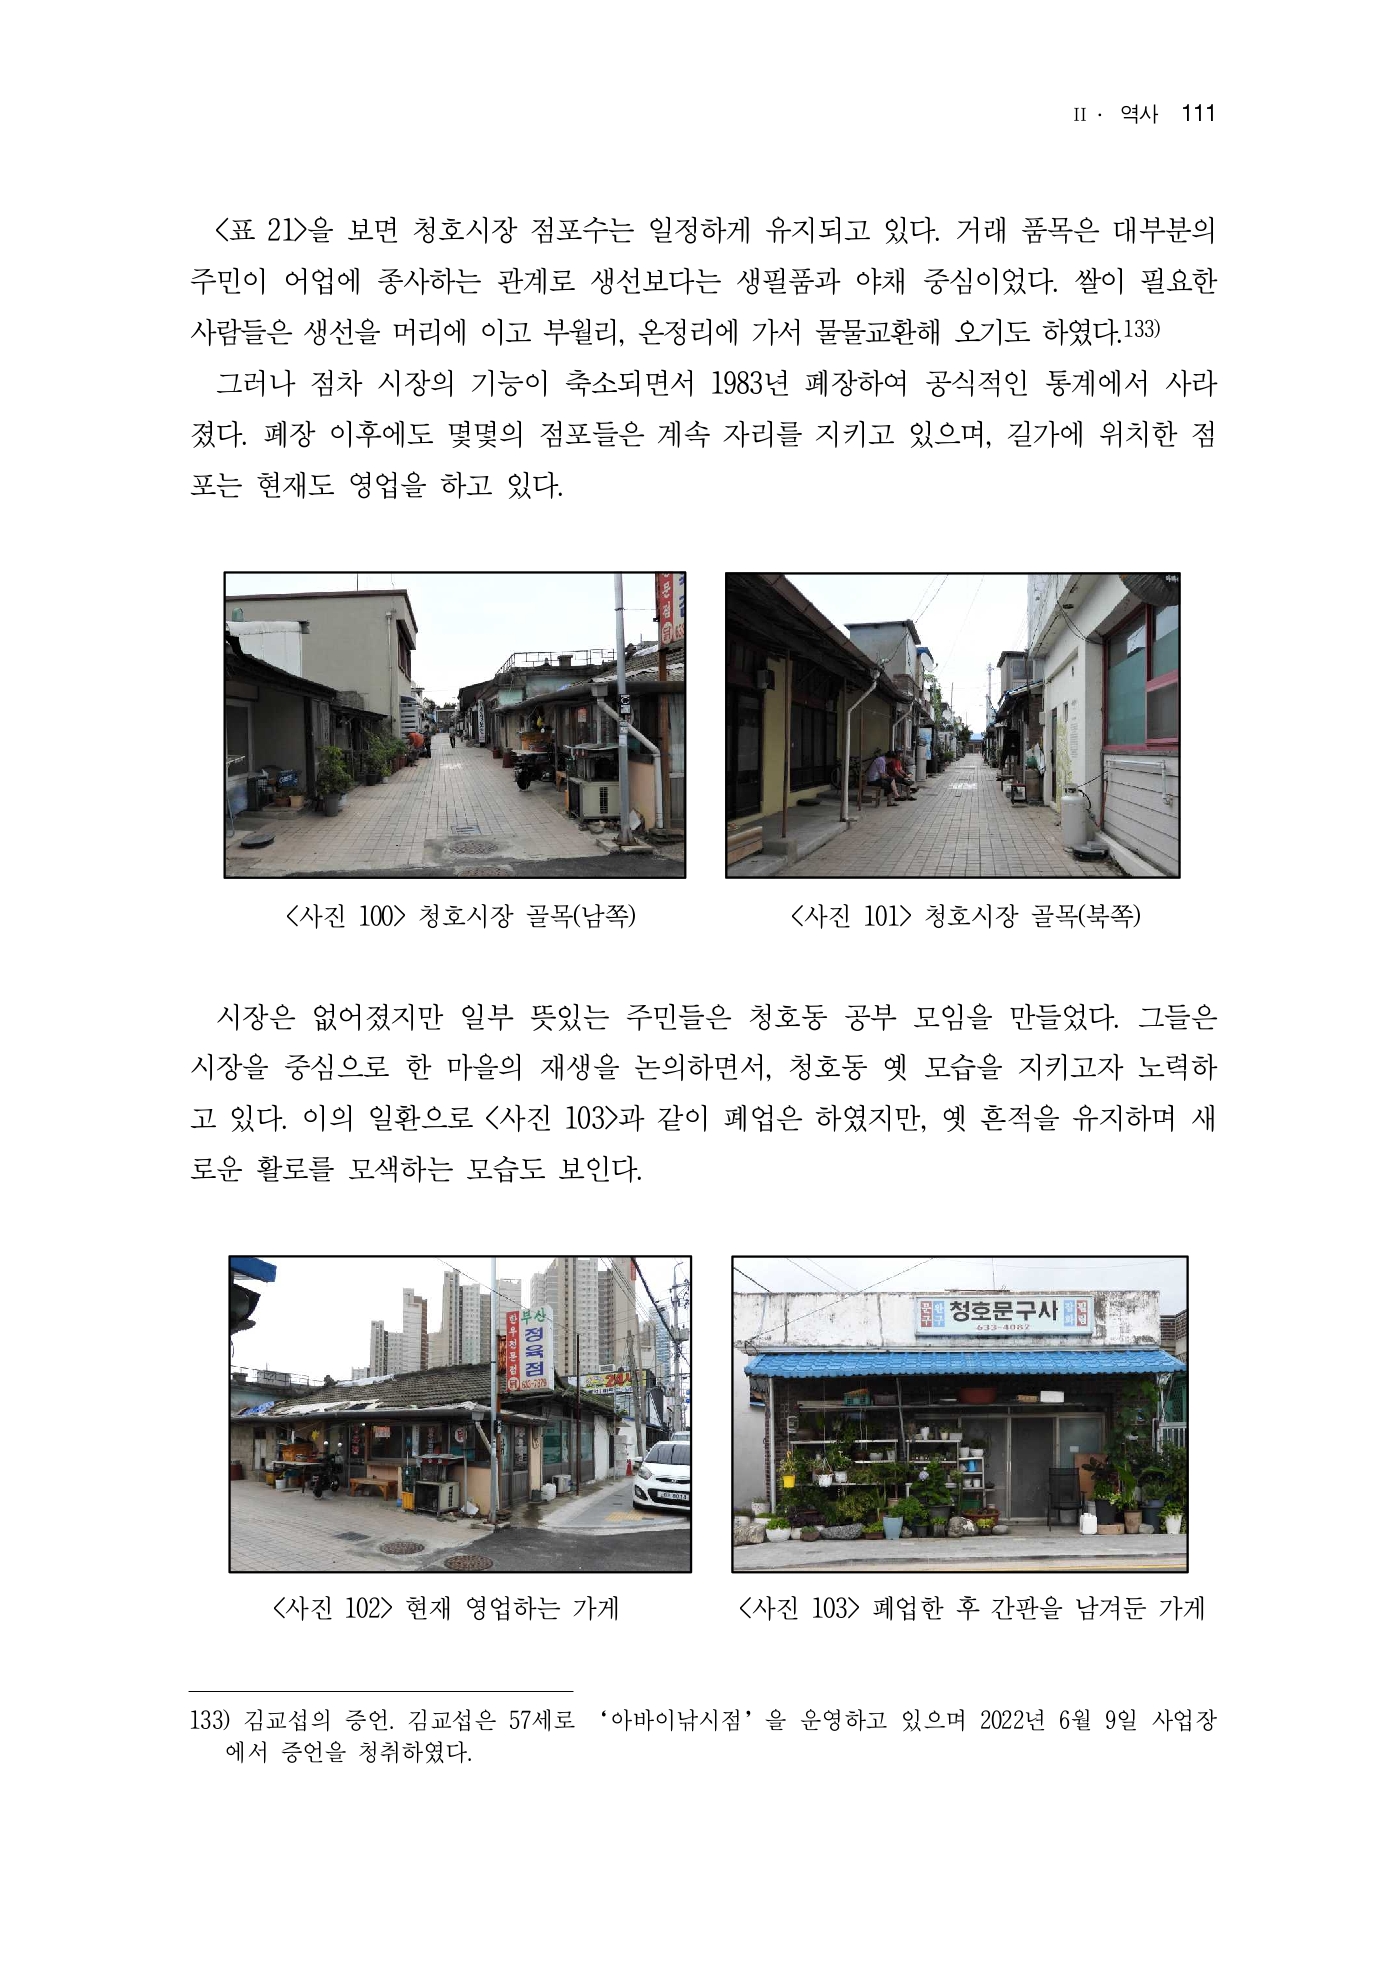 II · 역사 111
<표 21>을 보면 청호시장 점포수는 일정하게 유지되고 있다. 거래 품목은 대부분의
주민이 어업에 종사하는 관계로 생선보다는 생필품과 야채 중심이었다. 쌀이 필요한
사람들은 생선을 머리에 이고 부월리, 온정리에 가서 물물교환해 오기도 하였다.133)
그러나 점차 시장의 기능이 축소되면서 1983년 폐장하여 공식적인 통계에서 사라
졌다. 폐장 이후에도 몇몇의 점포들은 계속 자리를 지키고 있으며, 길가에 위치한 점
포는 현재도 영업을 하고 있다.
<사진 100> 청호시장 골목(남쪽)
<사진 101> 청호시장 골목(북쪽)
시장은 없어졌지만 일부 뜻있는 주민들은 청호동 공부 모임을 만들었다. 그들은
시장을 중심으로 한 마을의 재생을 논의하면서, 청호동 옛 모습을 지키고자 노력하
고 있다. 이의 일환으로 <사진 103>과 같이 폐업은 하였지만, 옛 흔적을 유지하며 새
로운 활로를 모색하는 모습도 보인다.
부산
정육점
한우전문점
청호문구사
633-4082
문구
완구
<사진 102> 현재 영업하는 가게
<사진 103> 폐업한 후 간판을 남겨둔 가게
133) 김교섭의 증언. 김교섭은 57세로 ‘아바이낚시점’을 운영하고 있으며 2022년 6월 9일 사업장
에서 증언을 청취하였다.